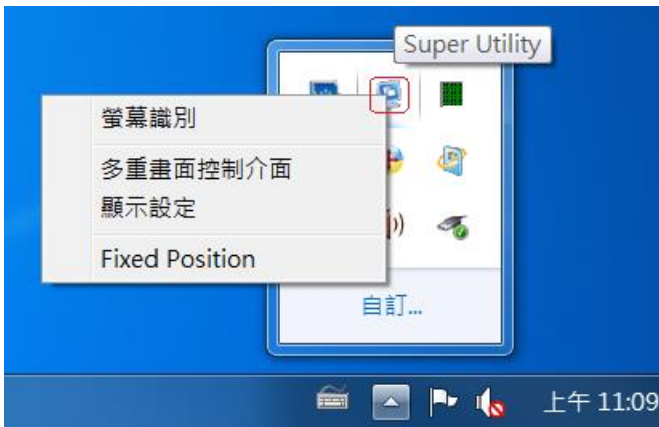 Super Utility
螢幕識別
多重畫面控制介面
顯示設定
Fixed Position
自訂...
上午 11:09